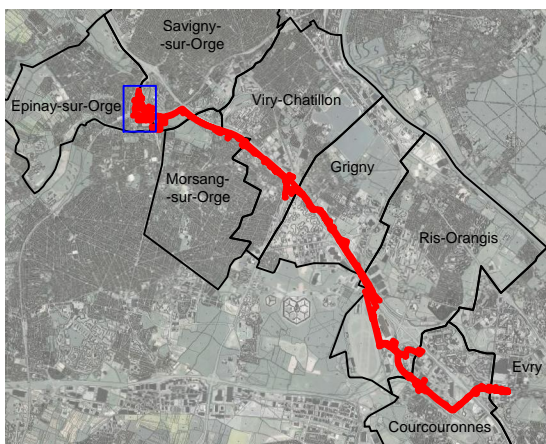 Savigny-
-sur-Orge
Epinay-sur-Orge
Viry-Chatillon
Grigny
Morsang-
-sur-Orge
Ris-Orangis
Evry
Courcouronnes